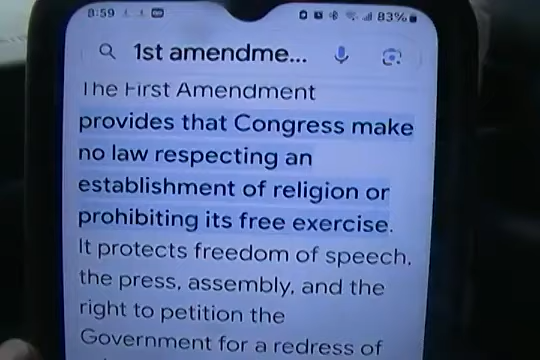 8:59 83%
1st amendme...
The First Amendment
provides that Congress make
no law respecting an
establishment of religion or
prohibiting its free exercise.
It protects freedom of speech,
the press, assembly, and the
right to petition the
Government for a redress of